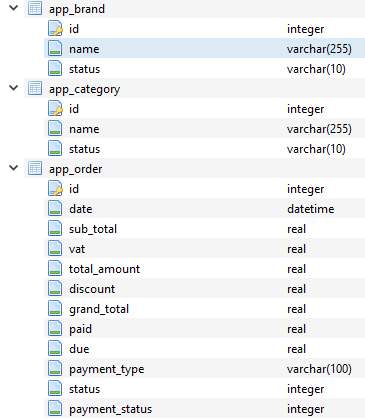 app_brand
id integer
name varchar(255)
status varchar(10)
app_category
id integer
name varchar(255)
status varchar(10)
app_order
id integer
date datetime
sub_total real
vat real
total_amount real
discount real
grand_total real
paid real
due real
payment_type varchar(100)
status integer
payment_status integer